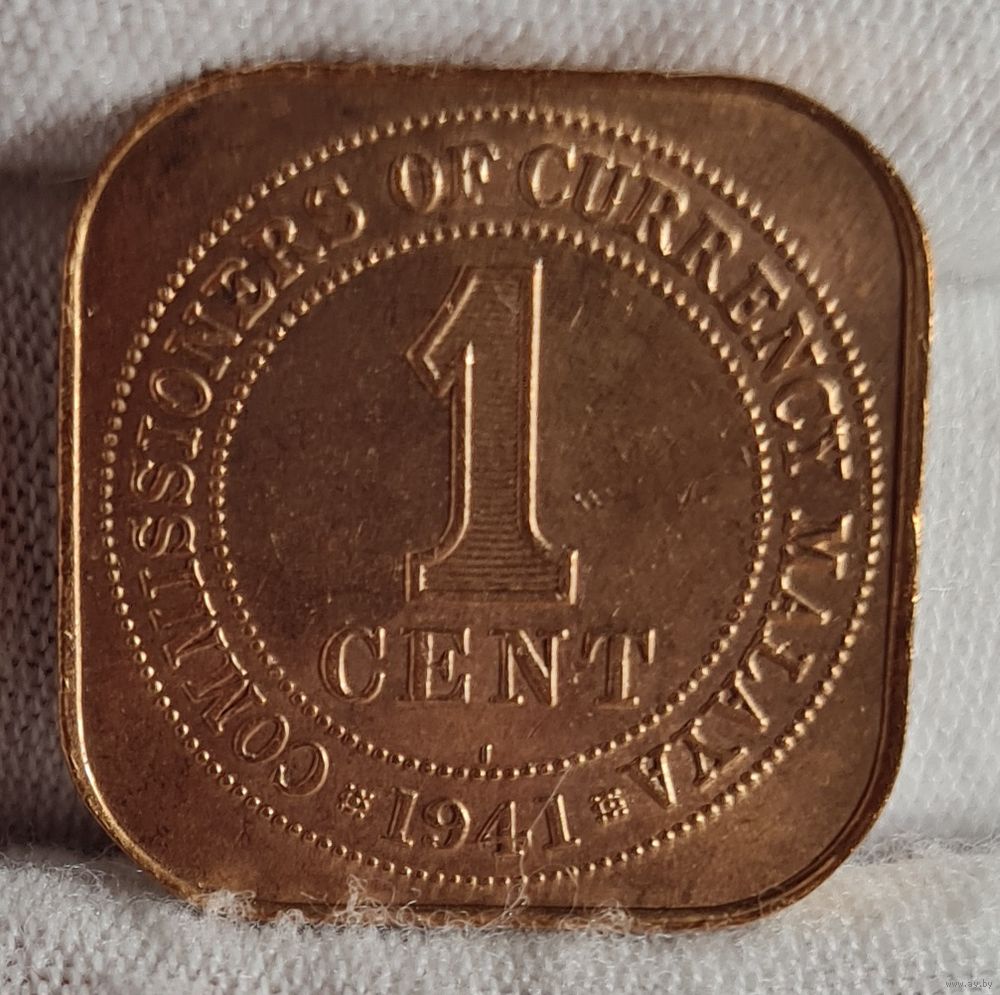 COMMISSIONERS OF CURRENCY MALAYA
1
CENT
I
1941
www.ay.by